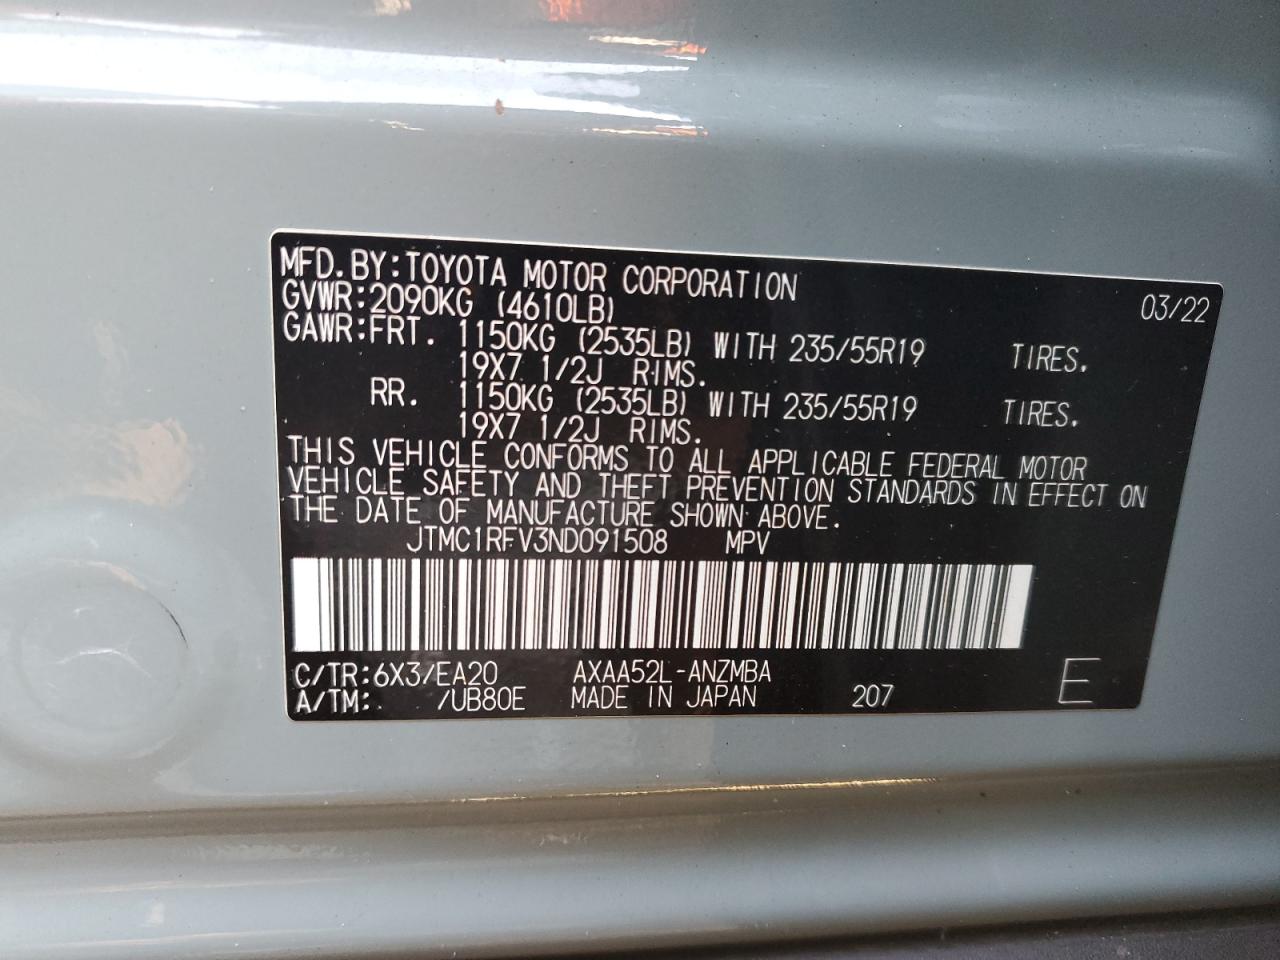 MFD.BY:TOYOTA MOTOR CORPORATION 03/22
GVWR:2090KG (4610LB)
GAWR:FRT. 1150KG (2535LB) WITH 235/55R19 TIRES.
19X7 1/2J RIMS.
RR. 1150KG (2535LB) WITH 235/55R19 TIRES.
19X7 1/2J RIMS.
THIS VEHICLE CONFORMS TO ALL APPLICABLE FEDERAL MOTOR
VEHICLE SAFETY AND THEFT PREVENTION STANDARDS IN EFFECT ON
THE DATE OF MANUFACTURE SHOWN ABOVE.
JTMC1RFV3ND091508 MPV
C/TR:6X3/EA20 AXAA52L-ANZMBA
A/TM: /UB80E MADE IN JAPAN 207 E